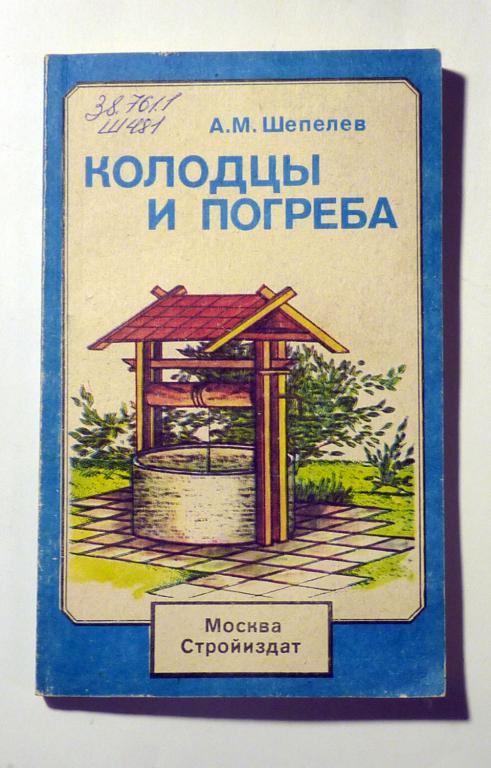 38.761.1
Ш481
А.М. Шепелев
КОЛОДЦЫ
И ПОГРЕБА
Москва
Стройиздат